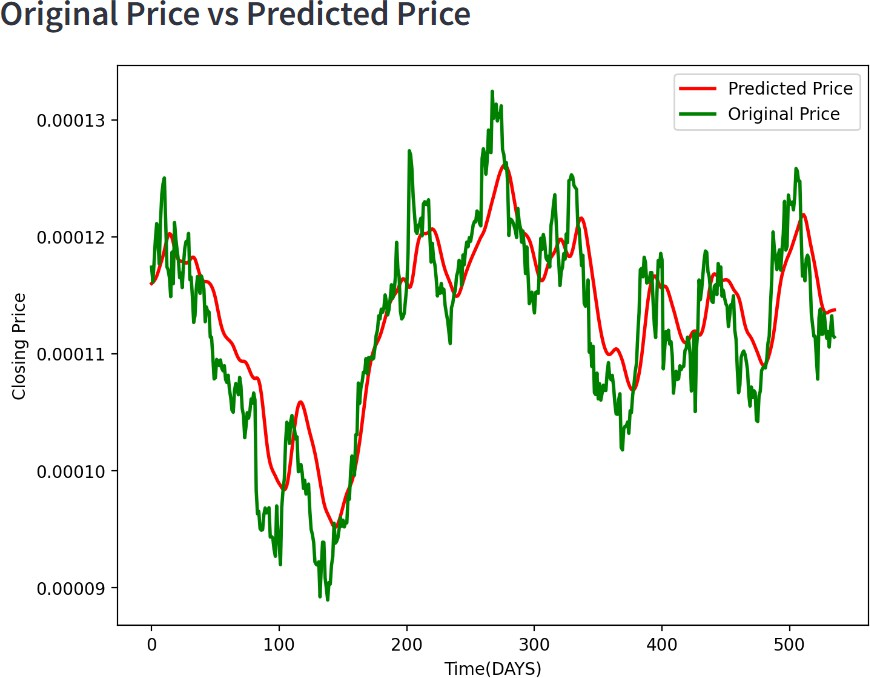 Original Price vs Predicted Price
Predicted Price
Original Price
0.00013
0.00012
0.00011
0.00010
0.00009
Closing Price
0 100 200 300 400 500
Time(DAYS)